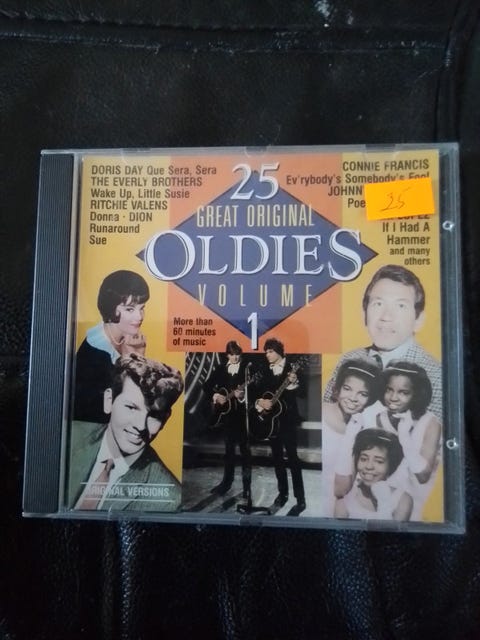 DORIS DAY Que Sera, Sera
THE EVERLY BROTHERS
Wake Up, Little Susie
RITCHIE VALENS
Donna · DION
Runaround
Sue
25
GREAT ORIGINAL
OLDIES
VOLUME
1
More than
60 minutes
of music
CONNIE FRANCIS
Ev'rybody's Somebody's Fool
JOHNN
Poe
25
LOPEZ
If I Had A
Hammer
and many
others
ORIGINAL VERSIONS